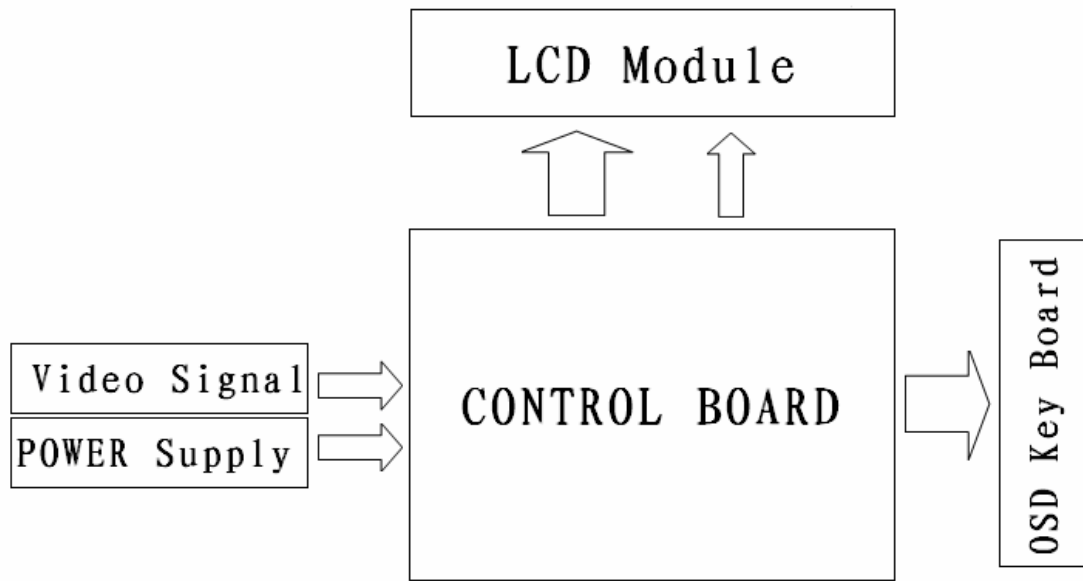 LCD Module
Video Signal
POWER Supply
CONTROL BOARD
OSD Key Board